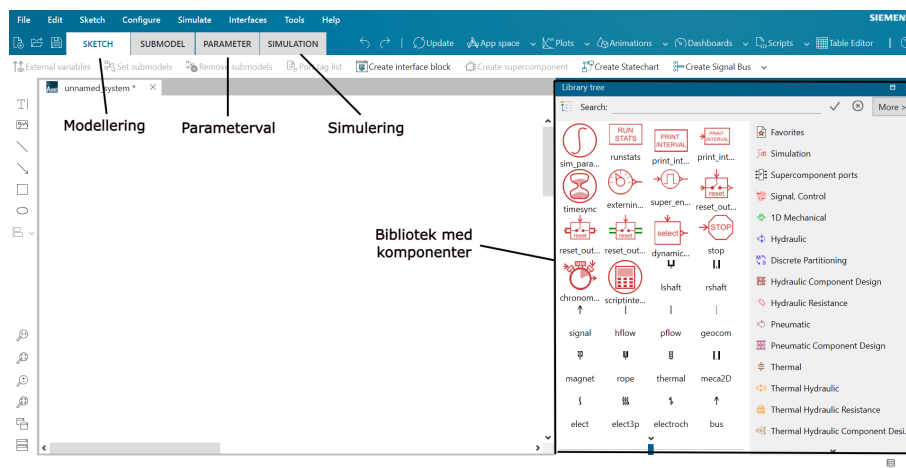 File Edit Sketch Configure Simulate Interfaces Tools Help SIEMENS
SKETCH SUBMODEL PARAMETER SIMULATION Update App space Plots Animations Dashboards Scripts Table Editor
External variables Set submodels Remove submodels Port tag list Create interface block Create supercomponent Create Statechart Create Signal Bus
unnamed_system *
Library tree
Search: More >
Modellering Parameterval Simulering
Bibliotek med
komponenter
RUN STATS PRINT INTERVAL PRINT INTERVAL
sim_para... runstats print_int... print_int...
reset
timesync externin... super_en... reset_out...
reset reset select STOP
reset_out... reset_out... dynamic... stop
chronom... scriptinte... lshaft rshaft
signal hflow pflow geocom
magnet rope thermal meca2D
elect elect3p electroch bus
Favorites
Simulation
Supercomponent ports
Signal, Control
1D Mechanical
Hydraulic
Discrete Partitioning
Hydraulic Component Design
Hydraulic Resistance
Pneumatic
Pneumatic Component Design
Thermal
Thermal Hydraulic
Thermal Hydraulic Resistance
Thermal Hydraulic Component Desi...